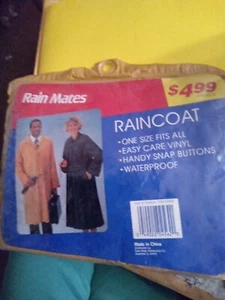 Rain Mates
$4.99
RAINCOAT
•ONE SIZE FITS ALL
•EASY CARE VINYL
•HANDY SNAP BUTTONS
•WATERPROOF
Made in China